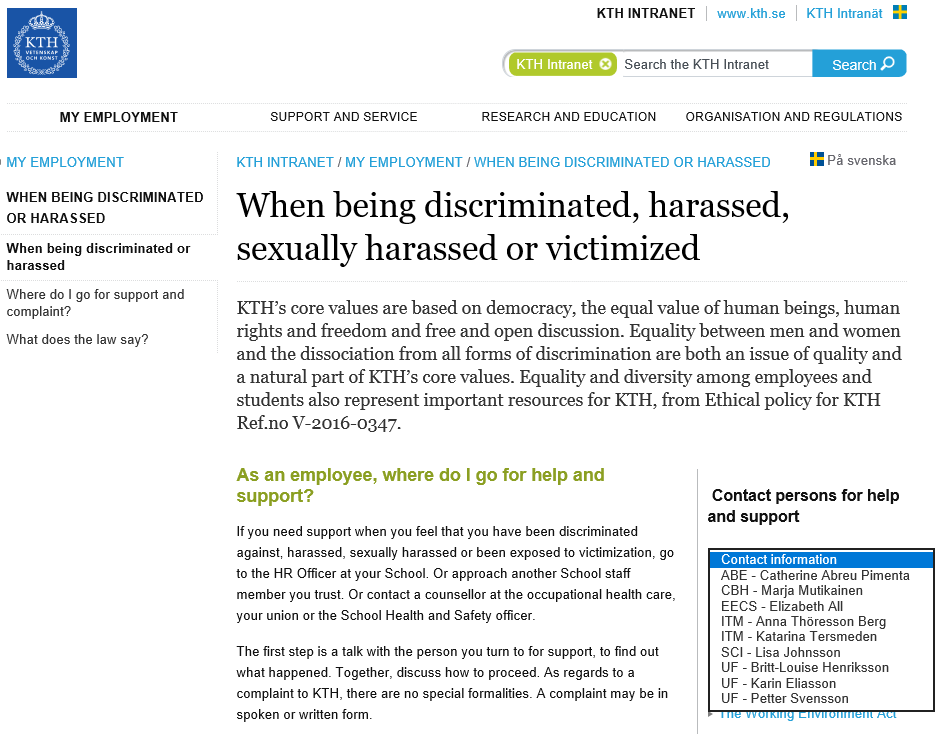 KTH
VETENSKAP
OCH KONST
KTH INTRANET
www.kth.se
KTH Intranät
KTH Intranet
Search the KTH Intranet
Search
MY EMPLOYMENT
SUPPORT AND SERVICE
RESEARCH AND EDUCATION
ORGANISATION AND REGULATIONS
MY EMPLOYMENT
WHEN BEING DISCRIMINATED
OR HARASSED
When being discriminated or
harassed
Where do I go for support and
complaint?
What does the law say?
KTH INTRANET / MY EMPLOYMENT / WHEN BEING DISCRIMINATED OR HARASSED
På svenska
When being discriminated, harassed,
sexually harassed or victimized
KTH’s core values are based on democracy, the equal value of human beings, human
rights and freedom and free and open discussion. Equality between men and women
and the dissociation from all forms of discrimination are both an issue of quality and
a natural part of KTH’s core values. Equality and diversity among employees and
students also represent important resources for KTH, from Ethical policy for KTH
Ref.no V-2016-0347.
As an employee, where do I go for help and
support?
If you need support when you feel that you have been discriminated
against, harassed, sexually harassed or been exposed to victimization, go
to the HR Officer at your School. Or approach another School staff
member you trust. Or contact a counsellor at the occupational health care,
your union or the School Health and Safety officer.
The first step is a talk with the person you turn to for support, to find out
what happened. Together, discuss how to proceed. As regards to a
complaint to KTH, there are no special formalities. A complaint may be in
spoken or written form.
Contact persons for help
and support
Contact information
ABE - Catherine Abreu Pimenta
CBH - Marja Mutikainen
EECS - Elizabeth All
ITM - Anna Thöresson Berg
ITM - Katarina Tersmeden
SCI - Lisa Johnsson
UF - Britt-Louise Henriksson
UF - Karin Eliasson
UF - Petter Svensson
The Working Environment Act